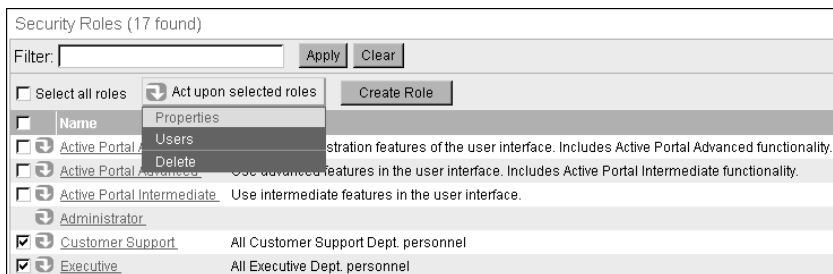 Security Roles (17 found)
Filter: Apply Clear
Select all roles Act upon selected roles Create Role
Name
Properties
Users
Delete
Active Portal A stration features of the user interface. Includes Active Portal Advanced functionality.
Active Portal Advanced Use advanced features in the user interface. Includes Active Portal Intermediate functionality.
Active Portal Intermediate Use intermediate features in the user interface.
Administrator
Customer Support All Customer Support Dept. personnel
Executive All Executive Dept. personnel